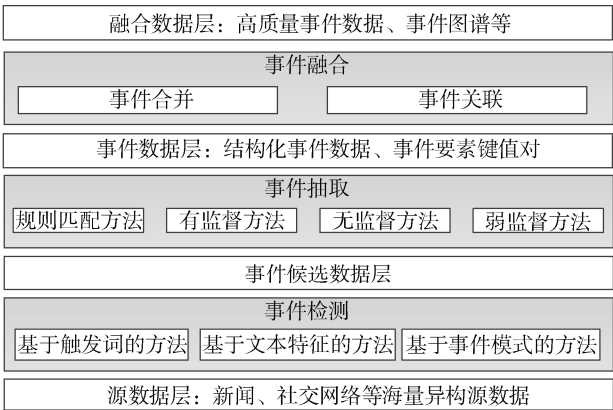 融合数据层：高质量事件数据、事件图谱等
事件融合
事件合并 事件关联
事件数据层：结构化事件数据、事件要素键值对
事件抽取
规则匹配方法 有监督方法 无监督方法 弱监督方法
事件候选数据层
事件检测
基于触发词的方法 基于文本特征的方法 基于事件模式的方法
源数据层：新闻、社交网络等海量异构源数据